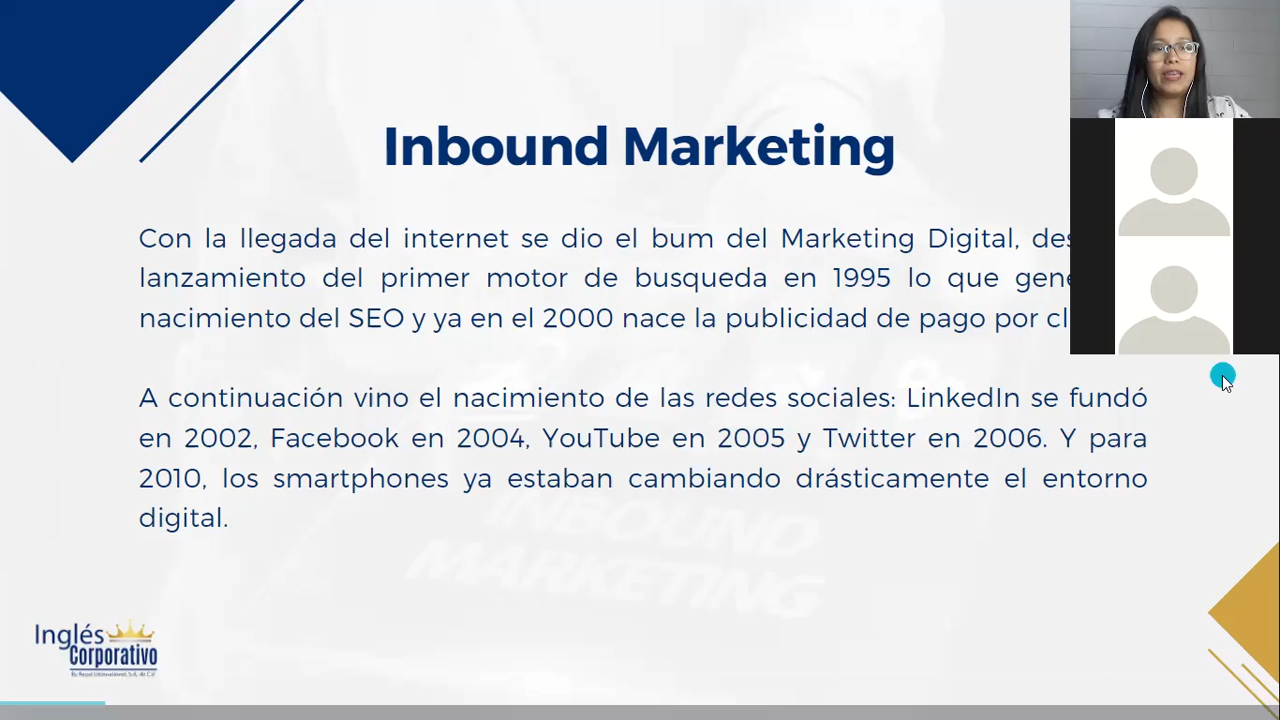 Inbound Marketing
Con la llegada del internet se dio el bum del Marketing Digital,
lanzamiento del primer motor de busqueda en 1995 lo que
nacimiento del SEO y ya en el 2000 nace la publicidad de pago por
A continuación vino el nacimiento de las redes sociales: LinkedIn se fundó
en 2002, Facebook en 2004, YouTube en 2005 y Twitter en 2006. Y para
2010, los smartphones ya estaban cambiando drásticamente el entorno
digital.
INBOUND
MARKETING
Inglés
Corporativo